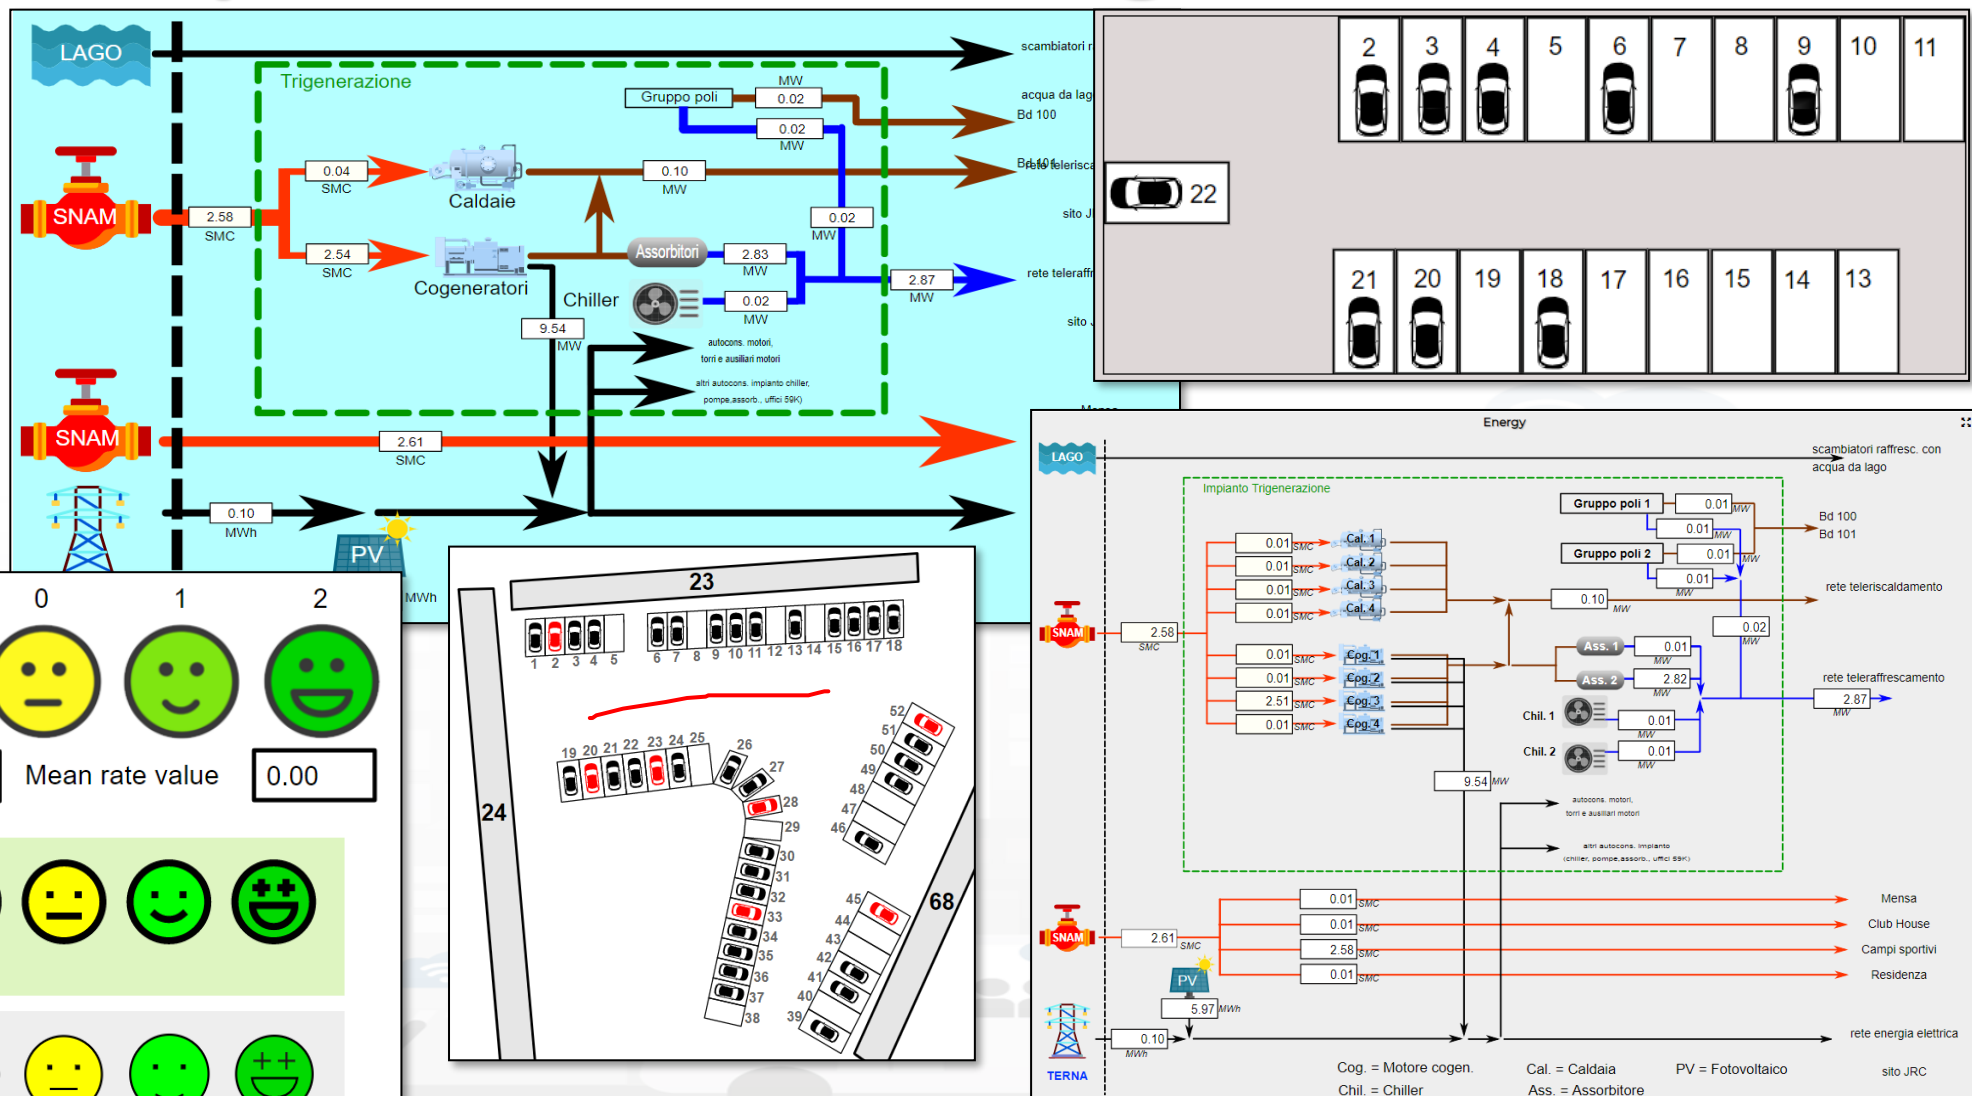 LAGO
scambiatori r
Trigenerazione
MW
Gruppo poli
0.02
acqua da lag
Bd 100
0.02
MW
0.04
SMC
Caldaie
0.10
MW
rete telerisca
SNAM
2.58
SMC
0.02
MW
sito J
2.54
SMC
Cogeneratori
Assorbitori
2.83
MW
rete teleraffr
2.87
MW
Chiller
0.02
MW
9.54
MW
sito
autocons. motori,
torri e ausiliari motori
altri autocons. impianto chiller,
pompe,assorb., uffici 59K)
SNAM
2.61
SMC
0.10
MWh
PV
MWh
2
3
4
5
6
7
8
9
10
11
22
21
20
19
18
17
16
15
14
13
0
1
2
Mean rate value
0.00
23
1
2
3
4
5
6
7
8
9
10
11
12
13
14
15
16
17
18
24
19
20
21
22
23
24
25
26
27
28
29
30
31
32
33
34
35
36
37
38
52
51
50
49
48
47
46
45
44
43
42
41
40
39
68
Energy
LAGO
scambiatori raffresc. con
acqua da lago
Impianto Trigenerazione
Gruppo poli 1
0.01
MW
0.01
MW
Bd 100
Bd 101
Gruppo poli 2
0.01
MW
0.01
MW
0.01
SMC
Cal. 1
0.01
SMC
Cal. 2
0.01
SMC
Cal. 3
0.01
SMC
Cal. 4
rete teleriscaldamento
0.10
MW
SNAM
2.58
SMC
0.02
MW
0.01
SMC
Cog. 1
0.01
SMC
Cog. 2
2.51
SMC
Cog. 3
0.01
SMC
Cog. 4
Ass. 1
0.01
MW
Ass. 2
2.82
MW
rete teleraffrescamento
2.87
MW
Chil. 1
0.01
MW
Chil. 2
0.01
MW
9.54
MW
autocons. motori,
torri e ausiliari motori
altri autocons. impianto
(chiller, pompe,assorb., uffici 59K)
SNAM
2.61
SMC
0.01
SMC
Mensa
0.01
SMC
Club House
2.58
SMC
Campi sportivi
0.01
SMC
Residenza
PV
5.97
MWh
0.10
MWh
rete energia elettrica
TERNA
Cog. = Motore cogen.
Cal. = Caldaia
PV = Fotovoltaico
sito JRC
Chil. = Chiller
Ass. = Assorbitore